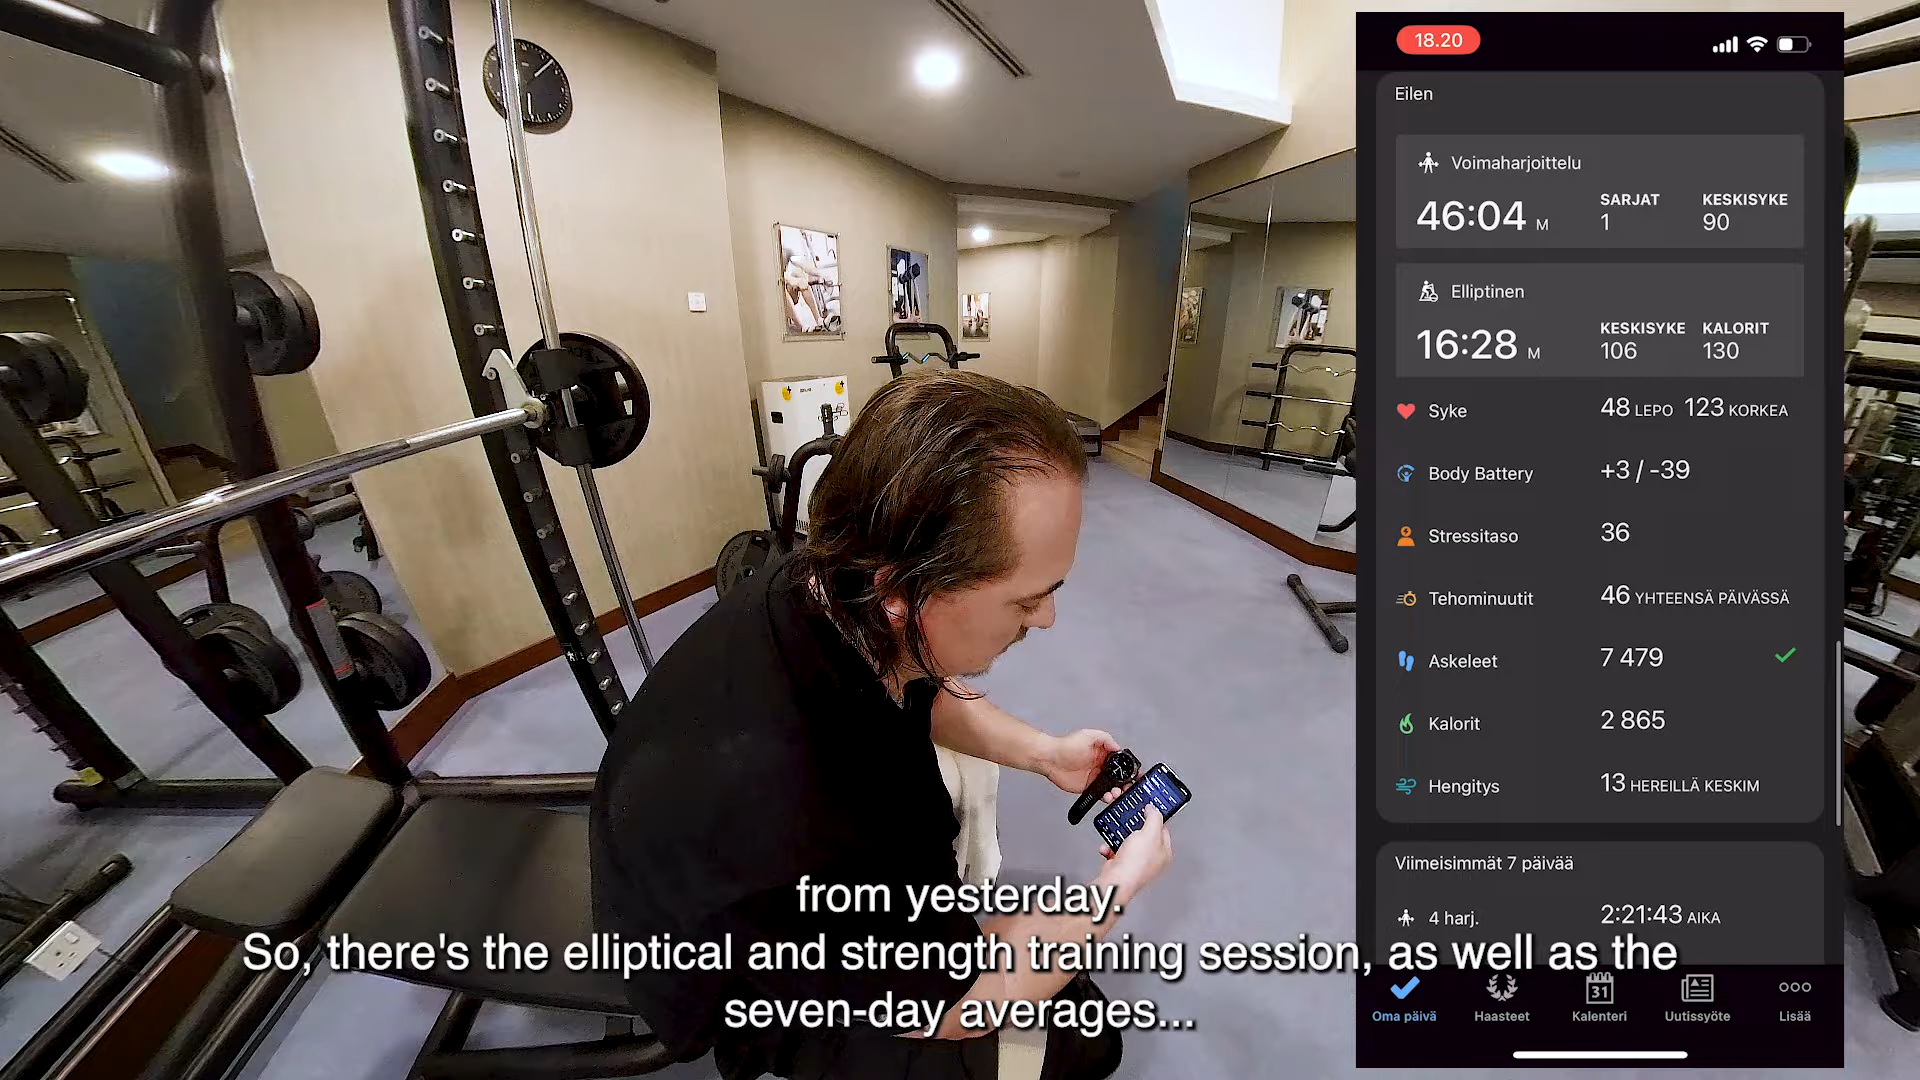 18.20
Eilen
Voimaharjoittelu
46:04 M
SARJAT
1
KESKISYKE
90
Elliptinen
16:28 M
KESKISYKE
106
KALORIT
130
Syke
48 LEPO 123 KORKEA
Body Battery
+3 / -39
Stressitaso
36
Tehominuutit
46 YHTEENSÄ PÄIVÄSSÄ
Askeleet
7 479
Kalorit
2 865
Hengitys
13 HEREILLÄ KESKIM
Viimeisimmät 7 päivää
4 harj.
2:21:43 AIKA
from yesterday.
So, there's the elliptical and strength training session, as well as the
seven-day averages...
Oma päivä
Haasteet
31
Kalenteri
Uutissyöte
Lisää